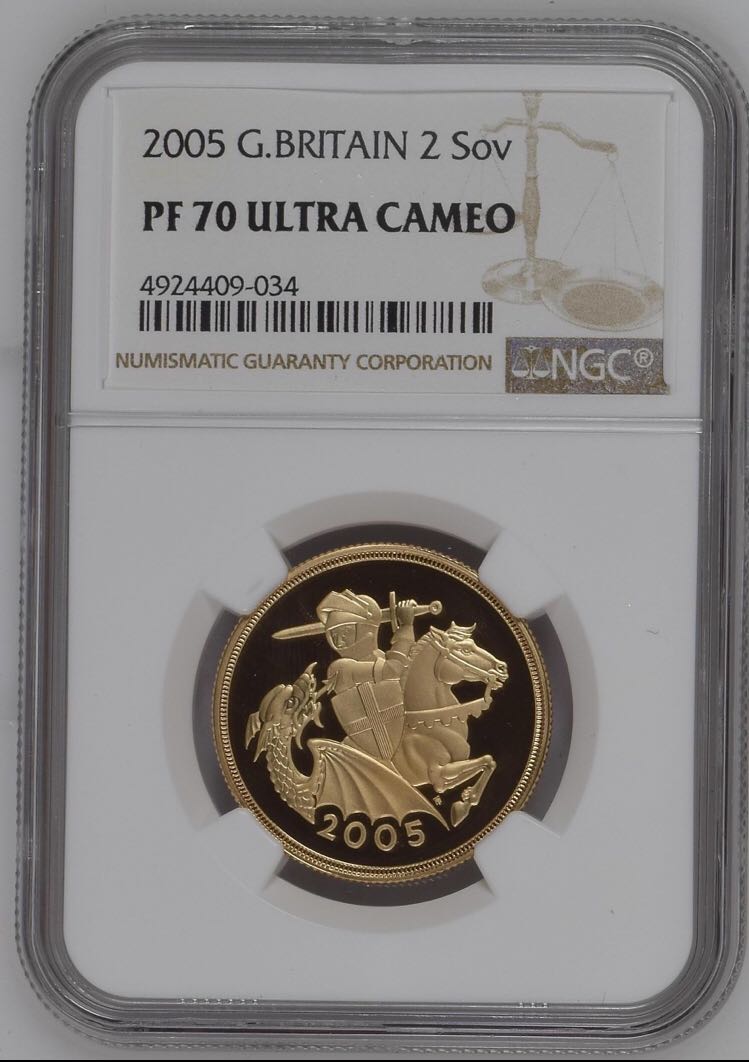 2005 G.BRITAIN 2 Sov
PF 70 ULTRA CAMEO
4924409-034
NUMISMATIC GUARANTY CORPORATION
NGC®
2005